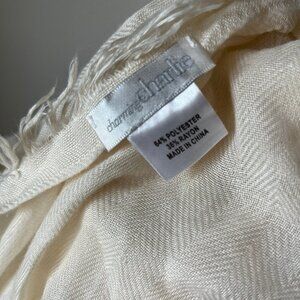 charming
charlie
64% POLYESTER
36% RAYON
MADE IN CHINA